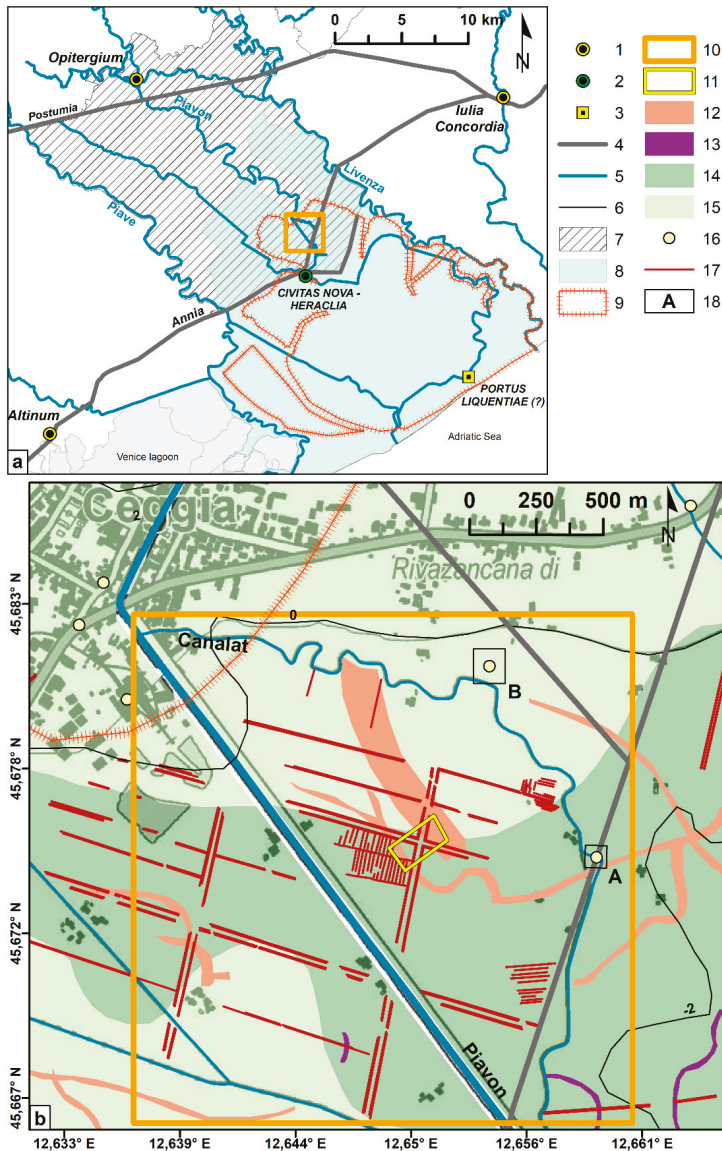 0 5 10 km
N
Opitergium
Postumia
Piavon
Iulia
Concordia
Livenza
Piave
CIVITAS NOVA -
HERACLIA
Annia
PORTUS
LIQUENTIAE (?)
Altinum
Venice lagoon
Adriatic Sea
a
1
2
3
4
5
6
7
8
9
10
11
12
13
14
15
16
17
A 18
Ceggia
2
0 250 500 m
N
Rivazancana di
0
Canalat
B
A
-2
Piavon
b
45,683° N
45,678° N
45,672° N
45,667° N
12,633° E 12,639° E 12,644° E 12,65° E 12,656° E 12,661° E